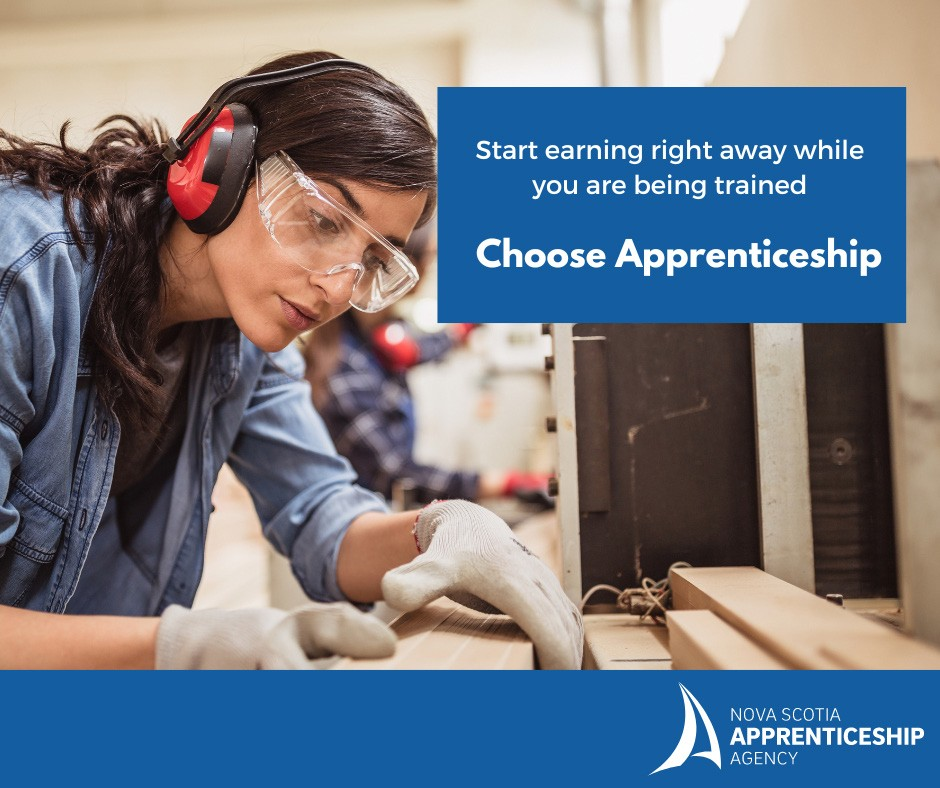 Start earning right away while
you are being trained
Choose Apprenticeship
NOVA SCOTIA
APPRENTICESHIP
AGENCY